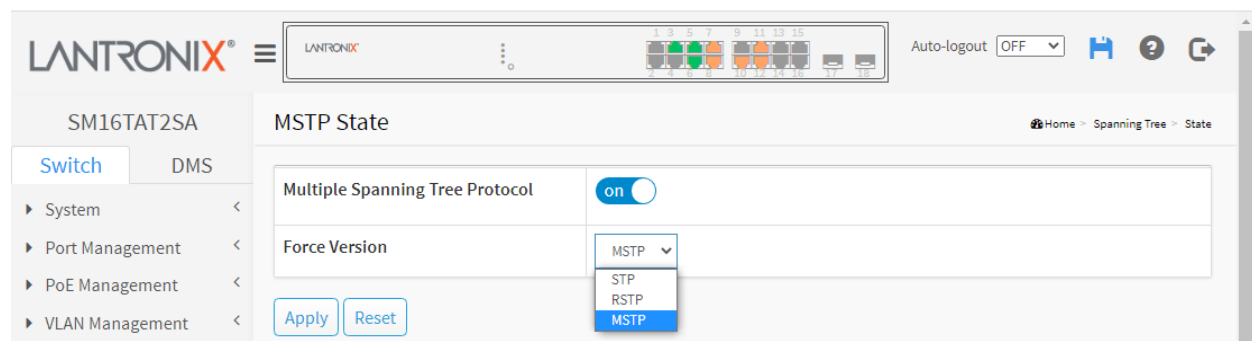 LANTRONIX®
LANTRONIX
1 3 5 7 9 11 13 15
2 4 6 8 10 12 14 16 17 18
Auto-logout OFF
SM16TAT2SA
MSTP State
Home > Spanning Tree > State
Switch DMS
Multiple Spanning Tree Protocol on
System
Force Version MSTP
Port Management
STP
PoE Management
RSTP
MSTP
VLAN Management
Apply Reset